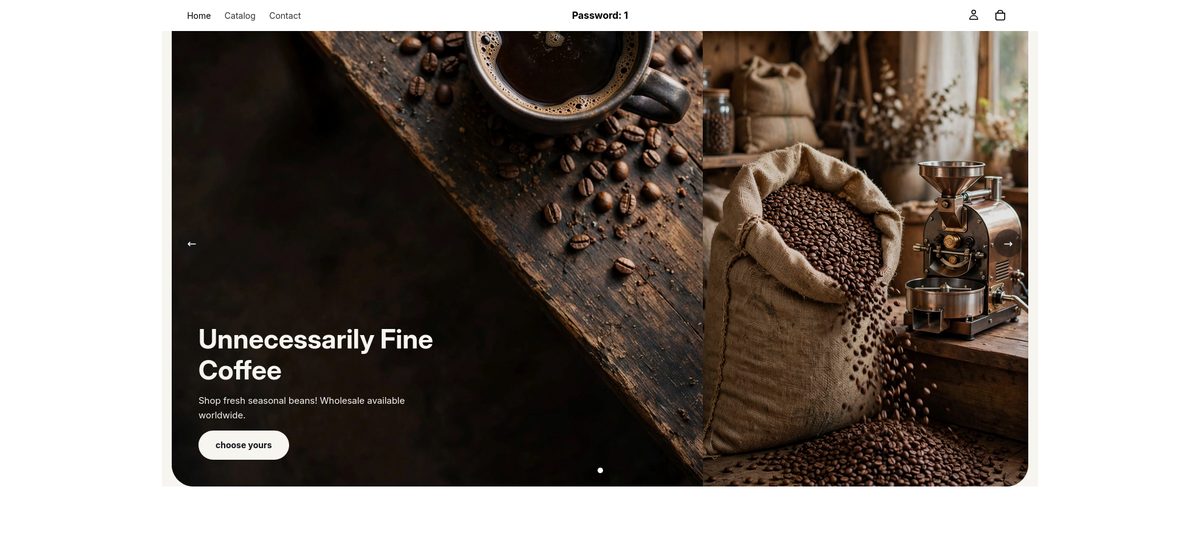 Home Catalog Contact Password: 1
Unnecessarily Fine
Coffee
Shop fresh seasonal beans! Wholesale available
worldwide.
choose yours